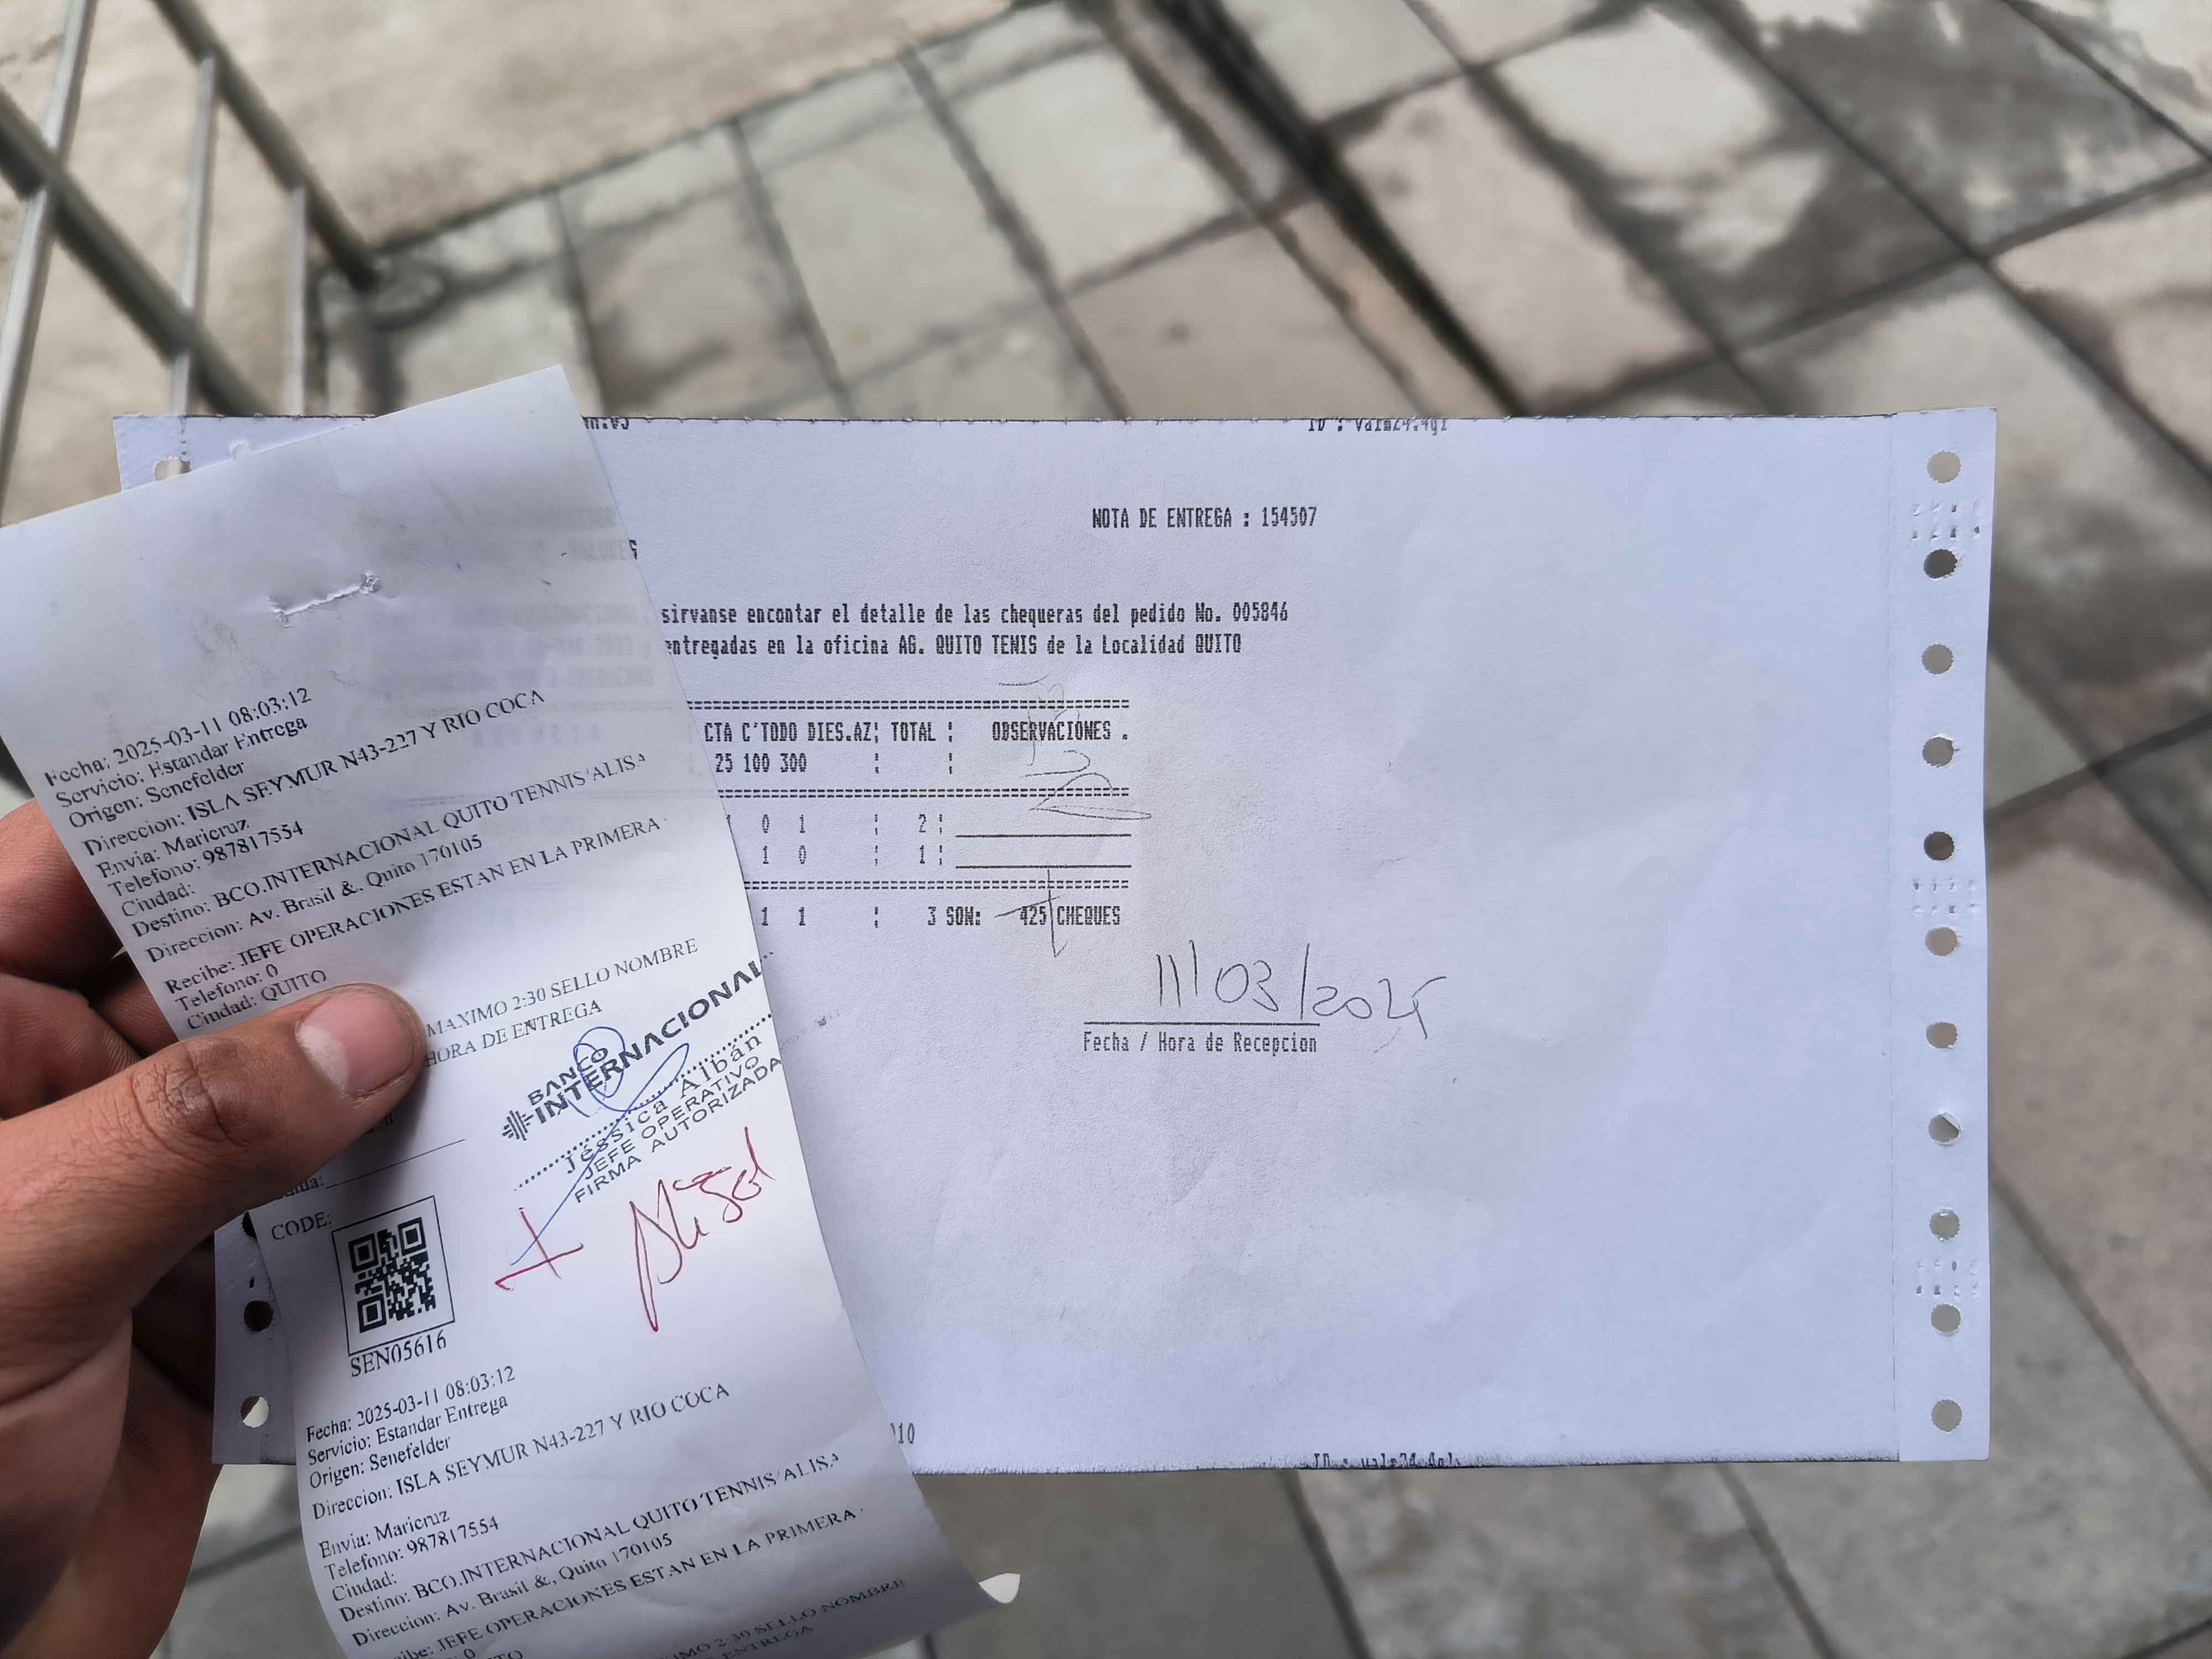 Fecha: 2025-03-11 08:03:12
Servicio: Estandar Entrega
Origen: Senefelder
Direccion: ISLA SEYMUR N43-227 Y RIO COCA
Envia: Maricruz
Telefono: 987817554
Ciudad:
Destino: BCO.INTERNACIONAL QUITO TENNIS/ALISA
Direccion: Av. Brasil &, Quito 170105
Recibe: JEFE OPERACIONES ESTAN EN LA PRIMERA
Telefono: 0
Ciudad: QUITO
MAXIMO 2:30 SELLO NOMBRE
HORA DE ENTREGA
BANCO
INTERNACIONAL
Jessica Albán
JEFE OPERATIVO
FIRMA AUTORIZADA
CODE:
SEN05616
Fecha: 2025-03-11 08:03:12
Servicio: Estandar Entrega
Origen: Senefelder
Direccion: ISLA SEYMUR N43-227 Y RIO COCA
Envia: Maricruz
Telefono: 987817554
Ciudad:
Destino: BCO.INTERNACIONAL QUITO TENNIS/ALISA
Direccion: Av. Brasil &, Quito 170105
JEFE OPERACIONES ESTAN EN LA PRIMERA
2:30 SELLO NOMBRE
ENTREGA
NOTA DE ENTREGA : 154507
sirvanse encontar el detalle de las chequeras del pedido No. 005846
entregadas en la oficina AG. QUITO TENIS de la Localidad QUITO
CTA C'TODO DIES.AZ¦ TOTAL ¦ OBSERVACIONES .
25 100 300 ¦ ¦
0 1 ¦ 2¦
1 0 ¦ 1¦
1 1 ¦ 3 SON: 425 CHEQUES
11/03/2025
Fecha / Hora de Recepcion